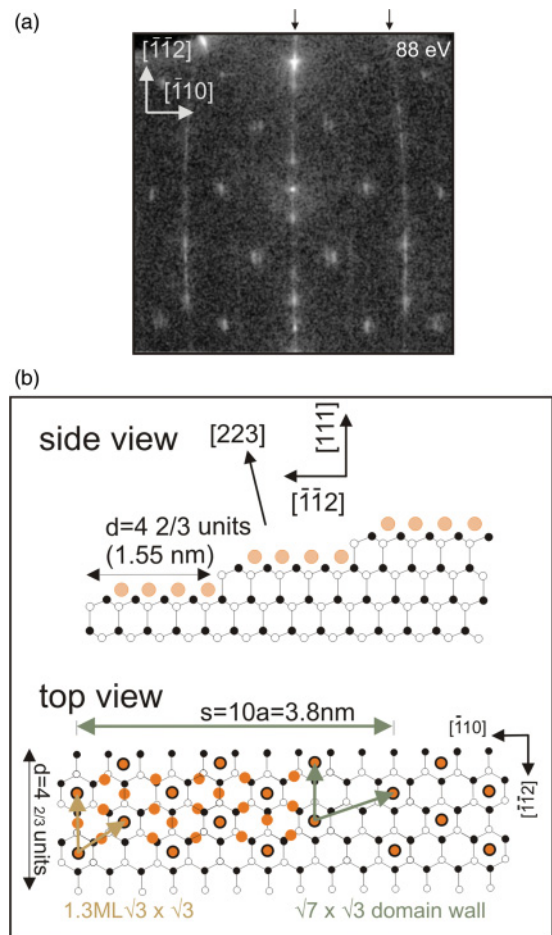 (a)
88 eV
[1̄1̄2]
[1̄10]
(b)
side view
[223]
[111]
[1̄1̄2]
d=4 2/3 units
(1.55 nm)
top view
s=10a=3.8nm
[1̄10]
[1̄1̄2]
d=4 2/3 units
1.3ML√3 x √3
√7 x √3 domain wall